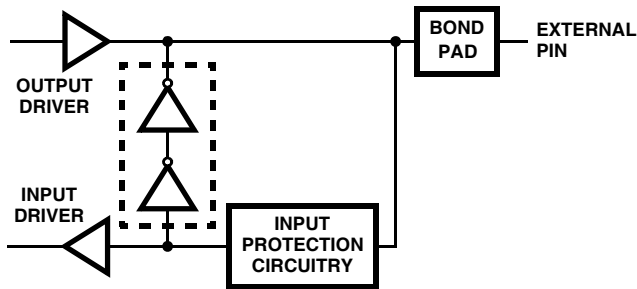 OUTPUT
DRIVER
BOND
PAD
EXTERNAL
PIN
INPUT
DRIVER
INPUT
PROTECTION
CIRCUITRY